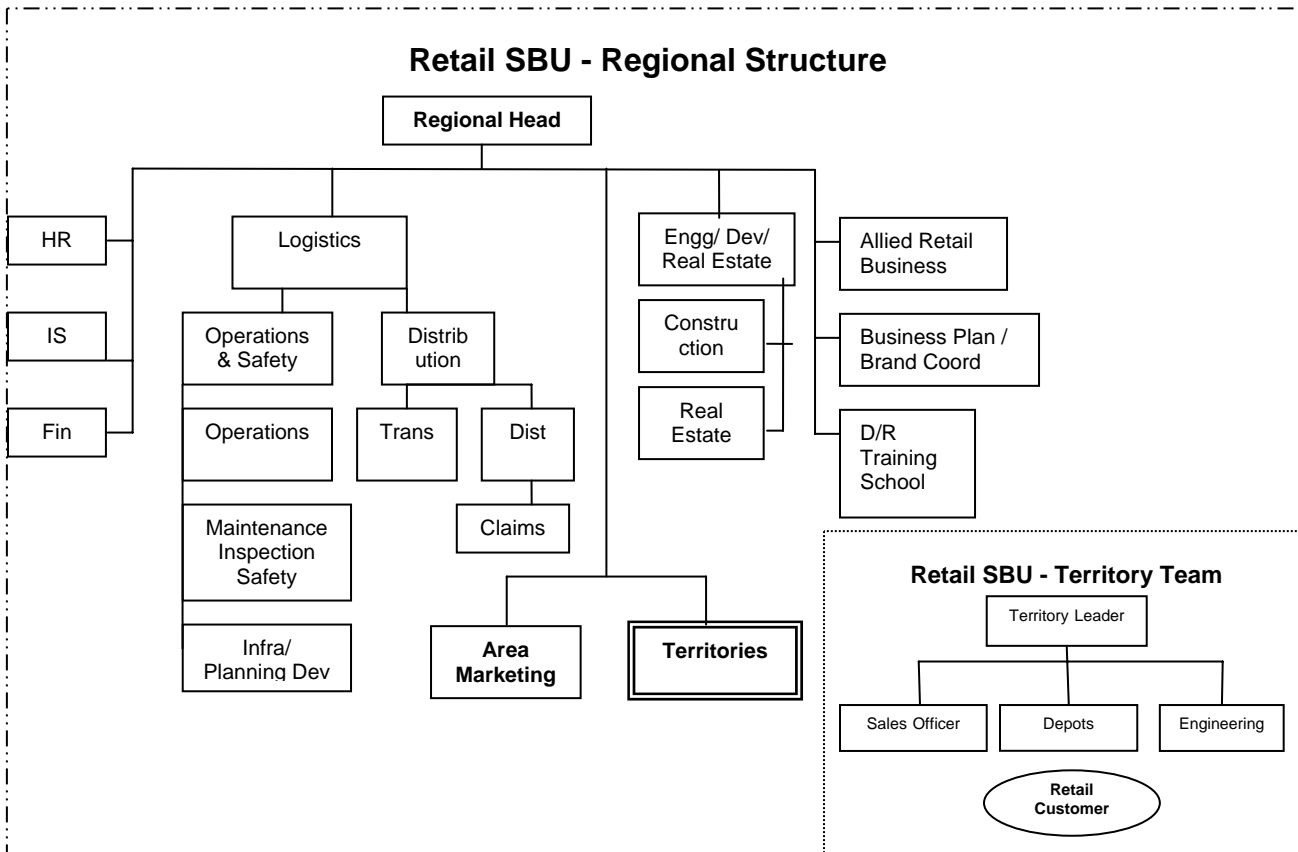 Retail SBU - Regional Structure
Regional Head
HR
Logistics
Engg/ Dev/
Real Estate
Allied Retail
Business
IS
Operations
& Safety
Distrib
ution
Constru
ction
Business Plan /
Brand Coord
Fin
Operations
Trans
Dist
Real
Estate
D/R
Training
School
Maintenance
Inspection
Safety
Claims
Infra/
Planning Dev
Area
Marketing
Territories
Retail SBU - Territory Team
Territory Leader
Sales Officer
Depots
Engineering
Retail
Customer